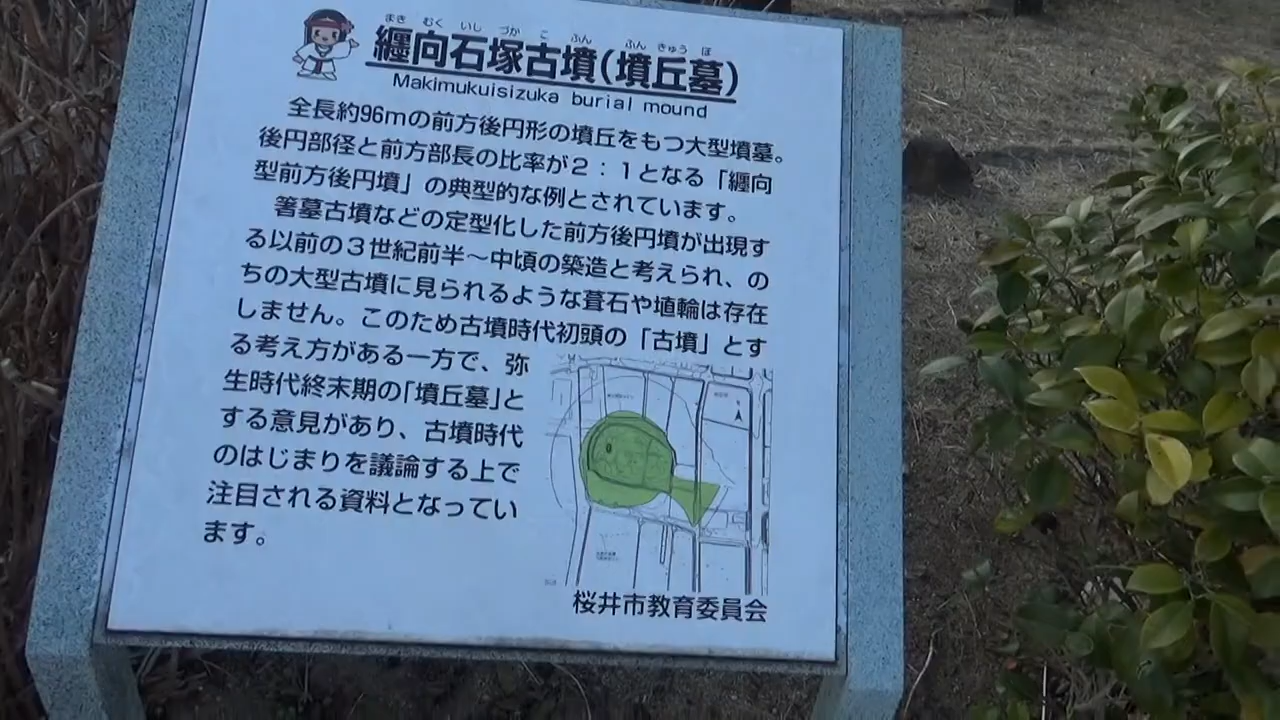 まき むく いし づか こ ふん ふん きゅう ぼ
纒向石塚古墳(墳丘墓)
Makimukuisizuka burial mound
全長約96mの前方後円形の墳丘をもつ大型墳墓。
後円部径と前方部長の比率が２：１となる「纒向
型前方後円墳」の典型的な例とされています。
箸墓古墳などの定型化した前方後円墳が出現す
る以前の３世紀前半～中頃の築造と考えられ、の
ちの大型古墳に見られるような葺石や埴輪は存在
しません。このため古墳時代初頭の「古墳」とす
る考え方がある一方で、弥
生時代終末期の「墳丘墓」と
する意見があり、古墳時代
のはじまりを議論する上で
注目される資料となってい
ます。
桜井市教育委員会